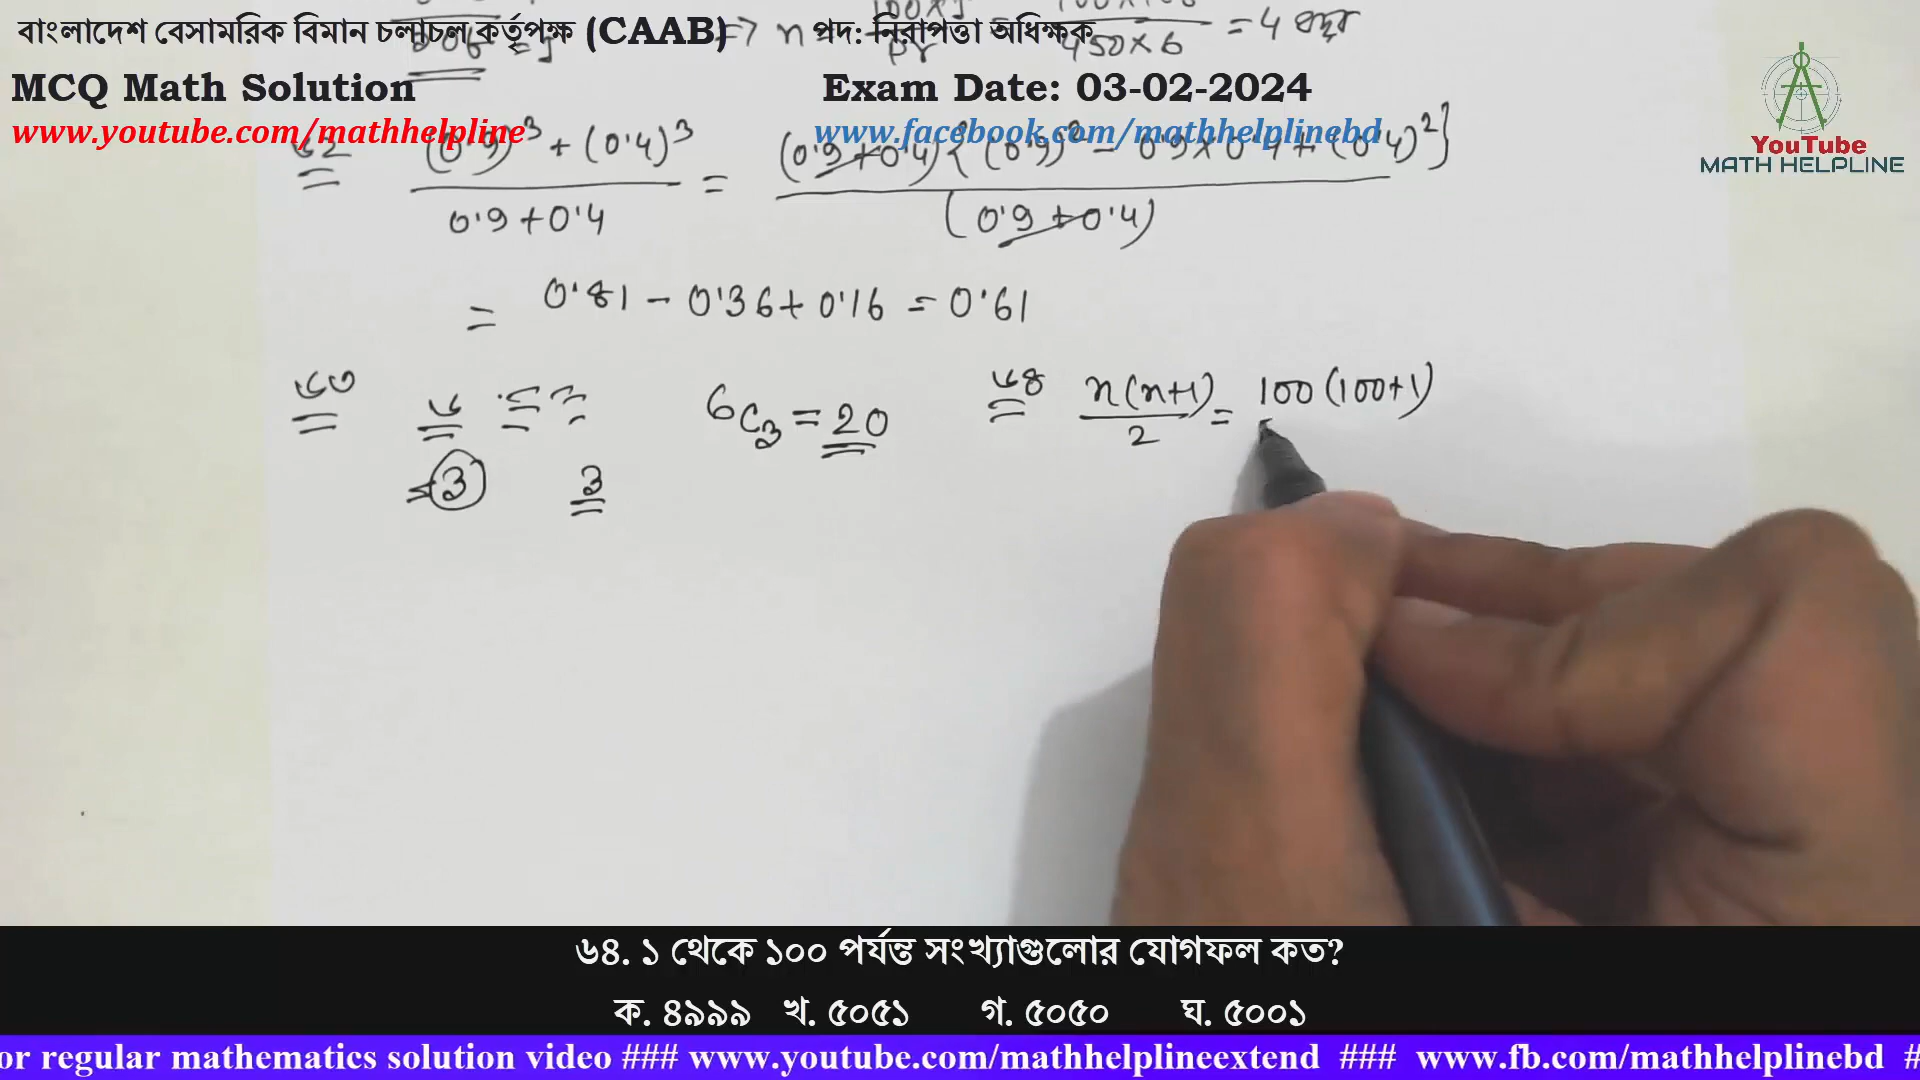 বাংলাদেশ বেসামরিক বিমান চলাচল কর্তৃপক্ষ (CAAB) পদ: নিরাপত্তা অধিক্ষক
=> n = = 4
450×6
MCQ Math Solution Exam Date: 03-02-2024
www.youtube.com/mathhelpline www.facebook.com/mathhelplinebd
YouTube
MATH HELPLINE
৬২ (0.9)³ + (0.4)³ = (0.9+0.4){(0.9)² - 0.9×0.4+(0.4)²}
0.9+0.4 (0.9+0.4)
= 0.81 - 0.36 + 0.16 = 0.61
৬৩ ৬ 6C3 = 20 ৬৪ n(n+1) = 100(100+1)
2
3 3
৬৪. ১ থেকে ১০০ পর্যন্ত সংখ্যাগুলোর যোগফল কত?
ক. ৪৯৯৯ খ. ৫০৫১ গ. ৫০৫০ ঘ. ৫০০১
or regular mathematics solution video ### www.youtube.com/mathhelplineextend ### www.fb.com/mathhelplinebd #